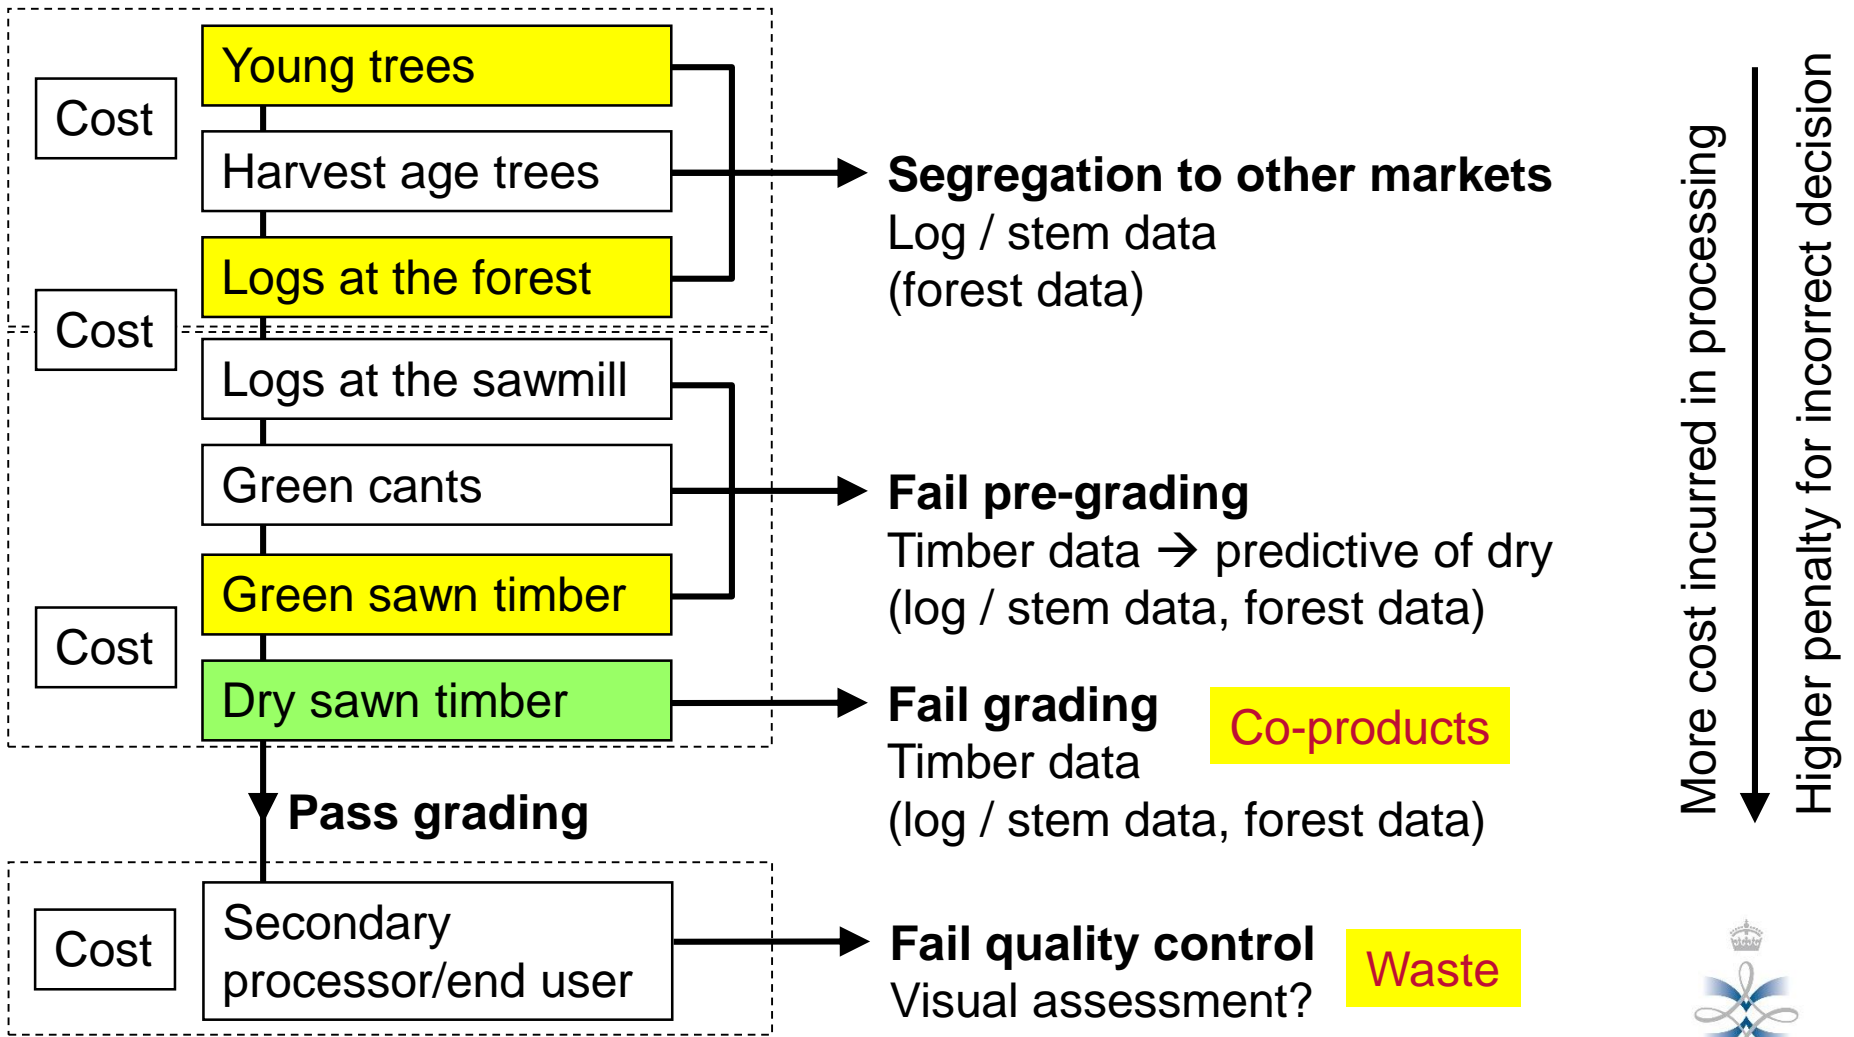 Young trees
Cost
Harvest age trees
Segregation to other markets
Log / stem data
(forest data)
Logs at the forest
Cost
Logs at the sawmill
Green cants
Fail pre-grading
Timber data → predictive of dry
(log / stem data, forest data)
Green sawn timber
Cost
Dry sawn timber
Fail grading
Timber data
(log / stem data, forest data)
Co-products
Pass grading
Cost
Secondary
processor/end user
Fail quality control
Visual assessment?
Waste
More cost incurred in processing
Higher penalty for incorrect decision